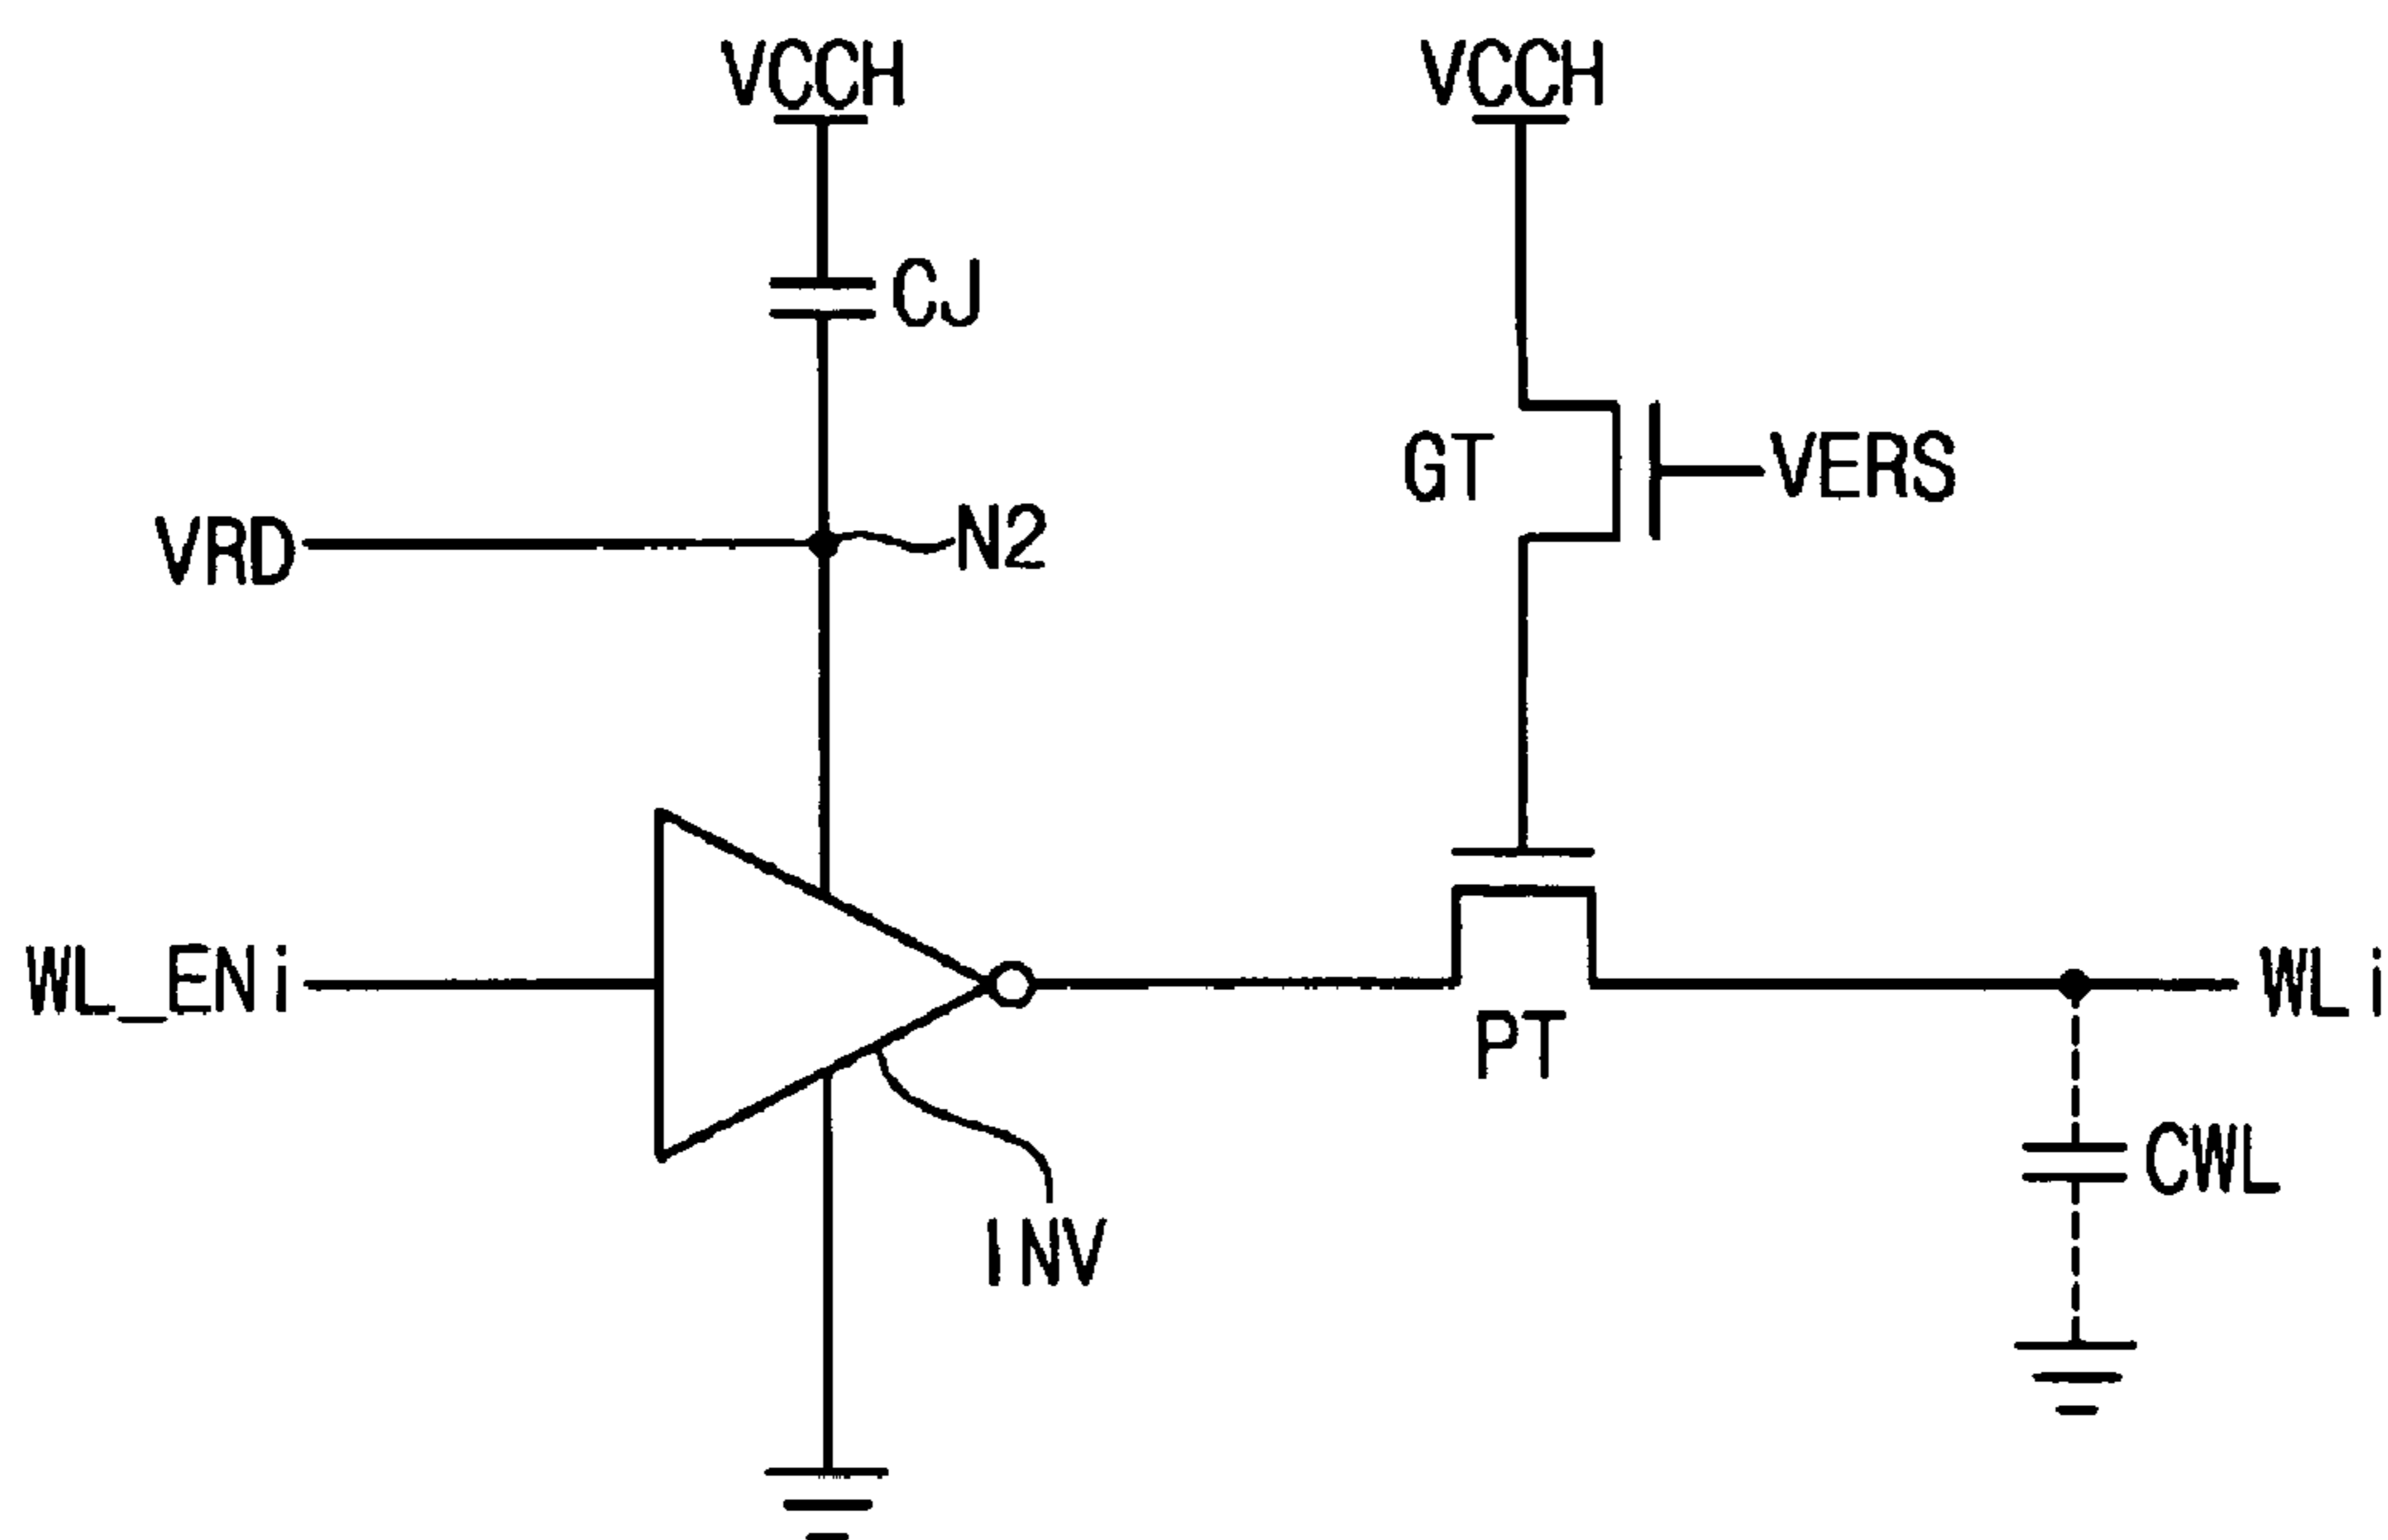 VCCH
VCCH
CJ
GT
VERS
VRD
N2
WL_ENi
WLi
PT
CWL
INV